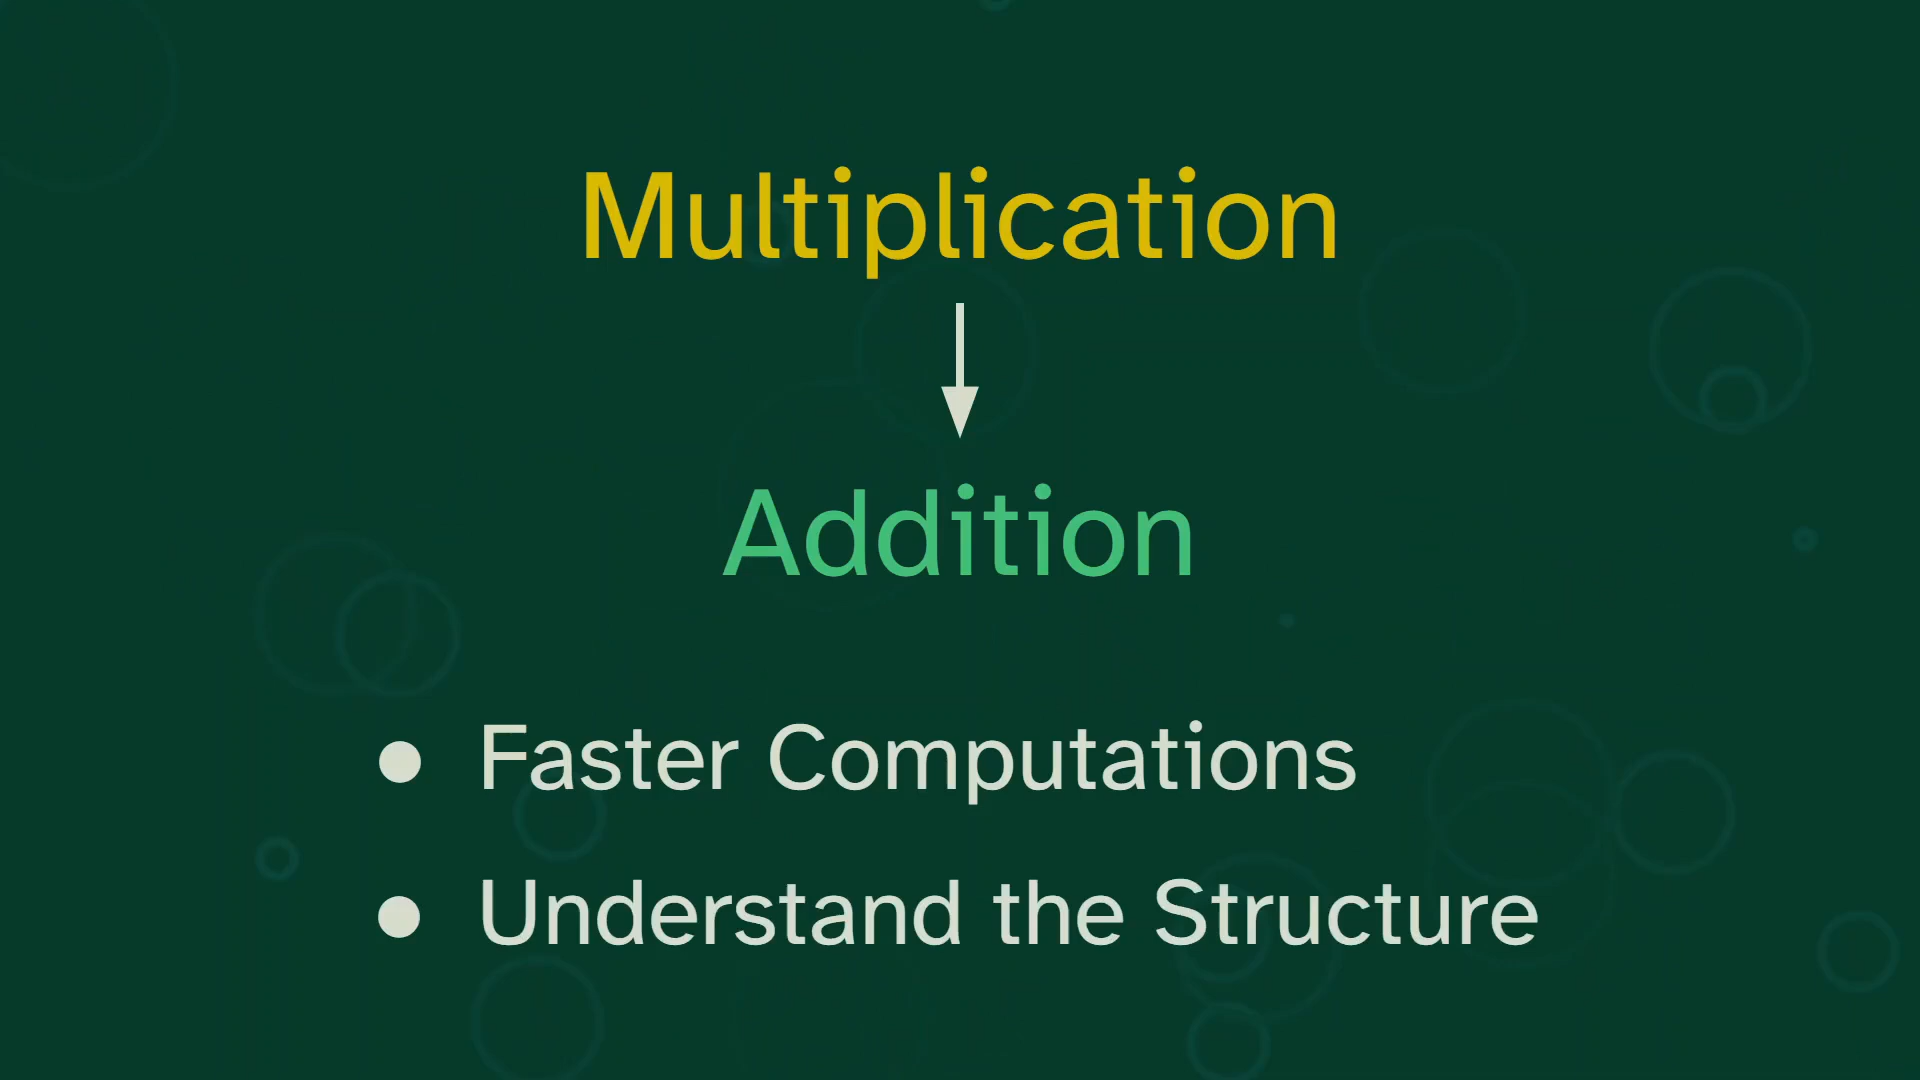 Multiplication
Addition
● Faster Computations
● Understand the Structure